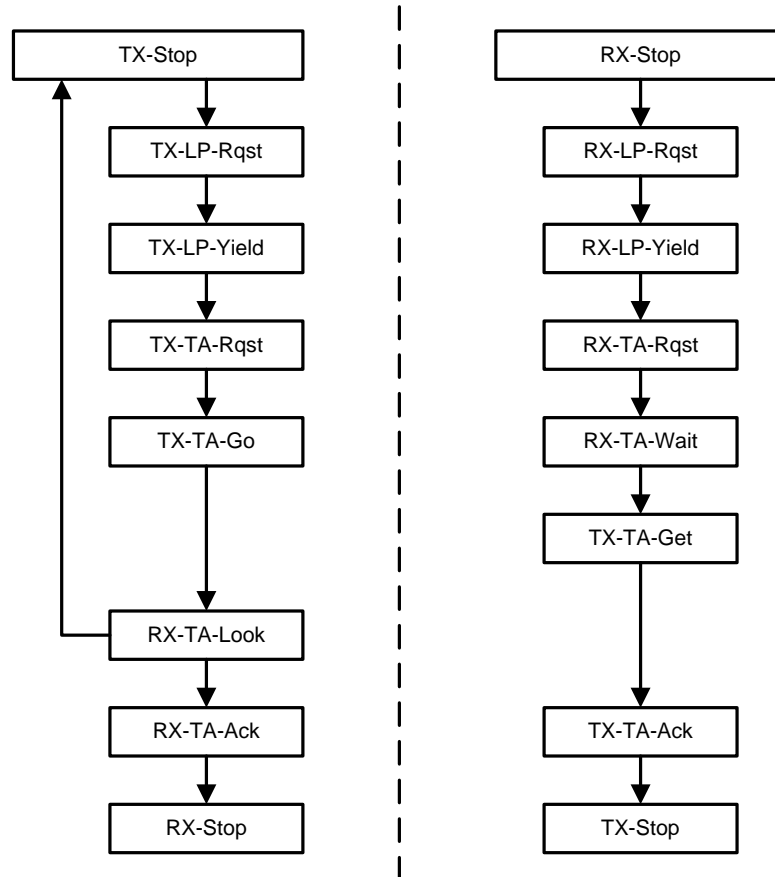 TX-Stop
TX-LP-Rqst
TX-LP-Yield
TX-TA-Rqst
TX-TA-Go
RX-TA-Look
RX-TA-Ack
RX-Stop
RX-Stop
RX-LP-Rqst
RX-LP-Yield
RX-TA-Rqst
RX-TA-Wait
TX-TA-Get
TX-TA-Ack
TX-Stop